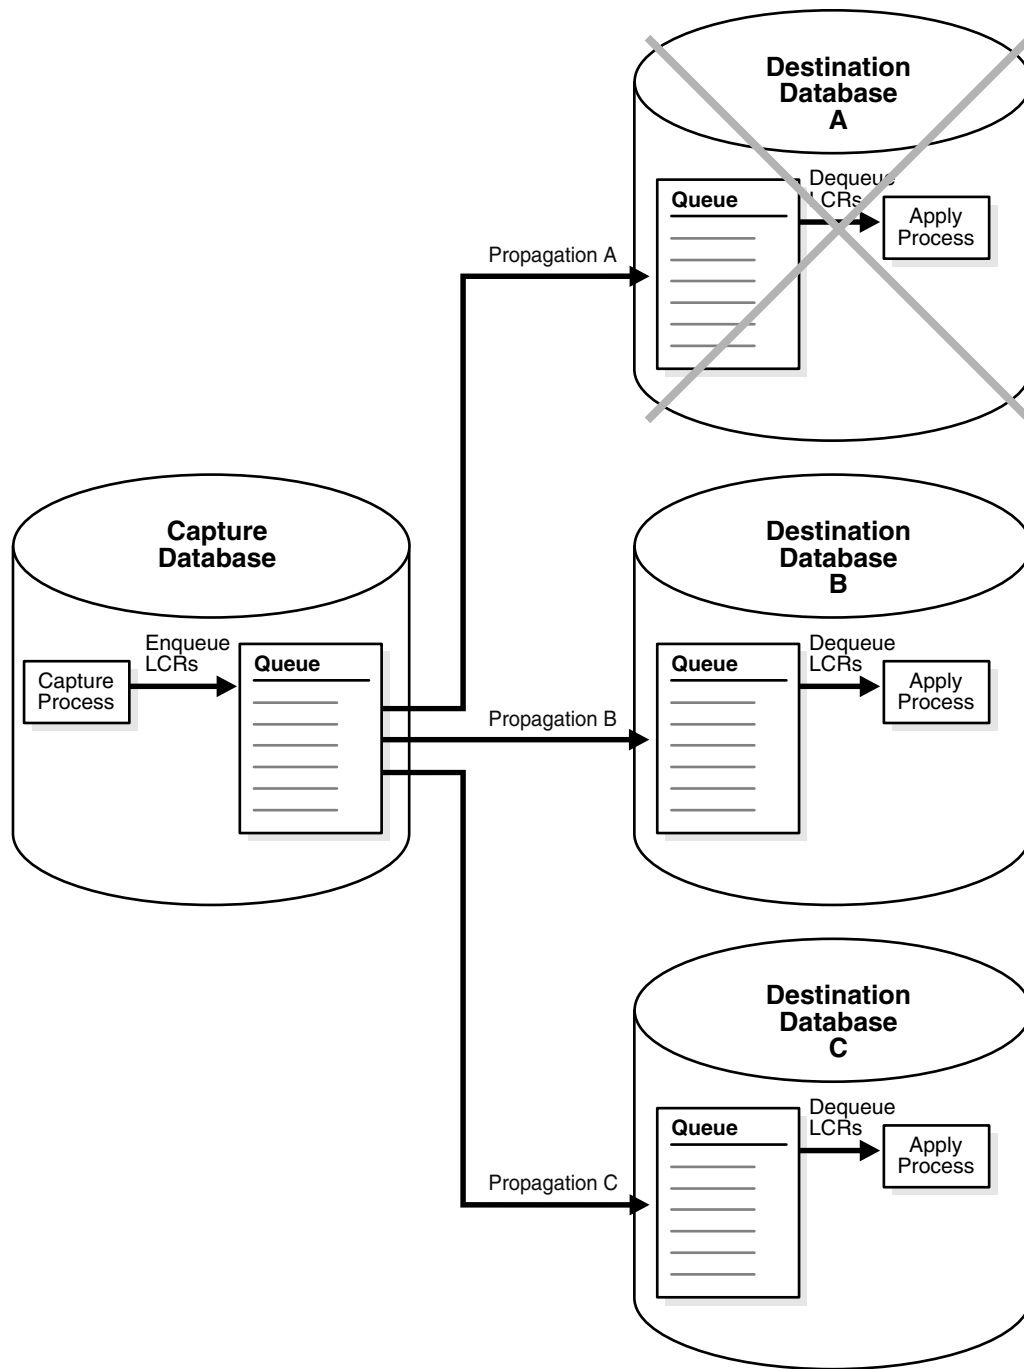 Destination
Database
A
Dequeue
LCRs
Queue
Apply
Process
Propagation A
Capture
Database
Destination
Database
B
Enqueue
LCRs
Queue
Capture
Process
Dequeue
LCRs
Queue
Apply
Process
Propagation B
Destination
Database
C
Dequeue
LCRs
Queue
Apply
Process
Propagation C